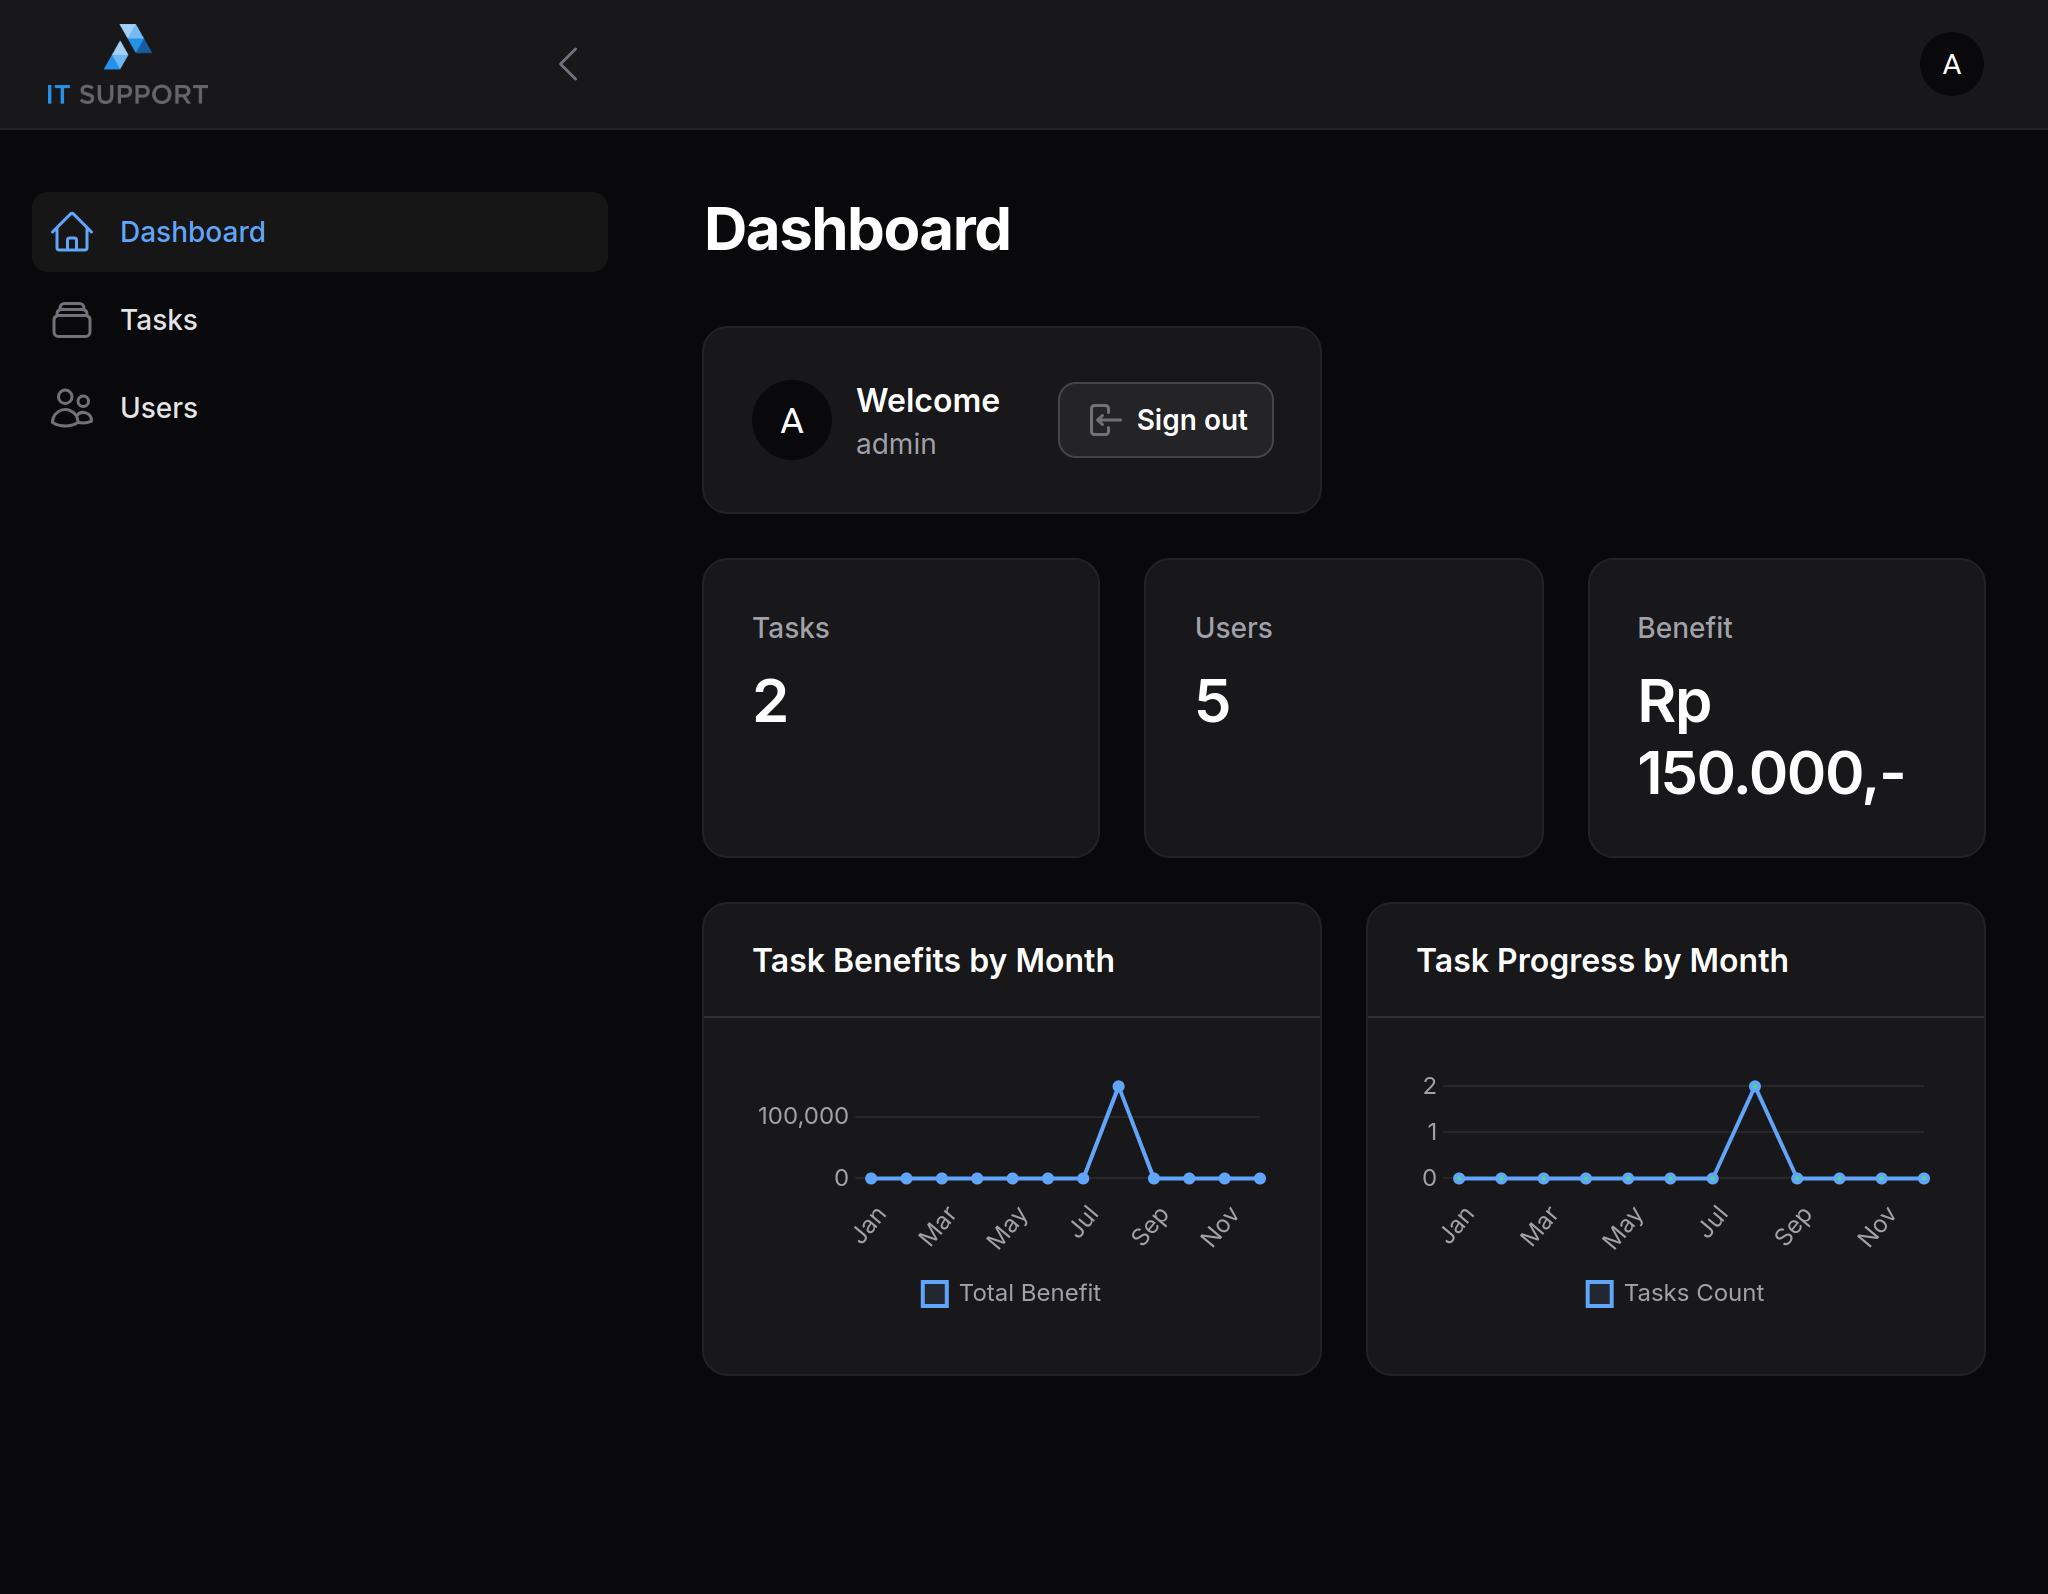 IT SUPPORT
A
Dashboard
Tasks
Users
Dashboard
A
Welcome
admin
Sign out
Tasks
2
Users
5
Benefit
Rp
150.000,-
Task Benefits by Month
100,000
0
Jan
Mar
May
Jul
Sep
Nov
Total Benefit
Task Progress by Month
2
1
0
Jan
Mar
May
Jul
Sep
Nov
Tasks Count